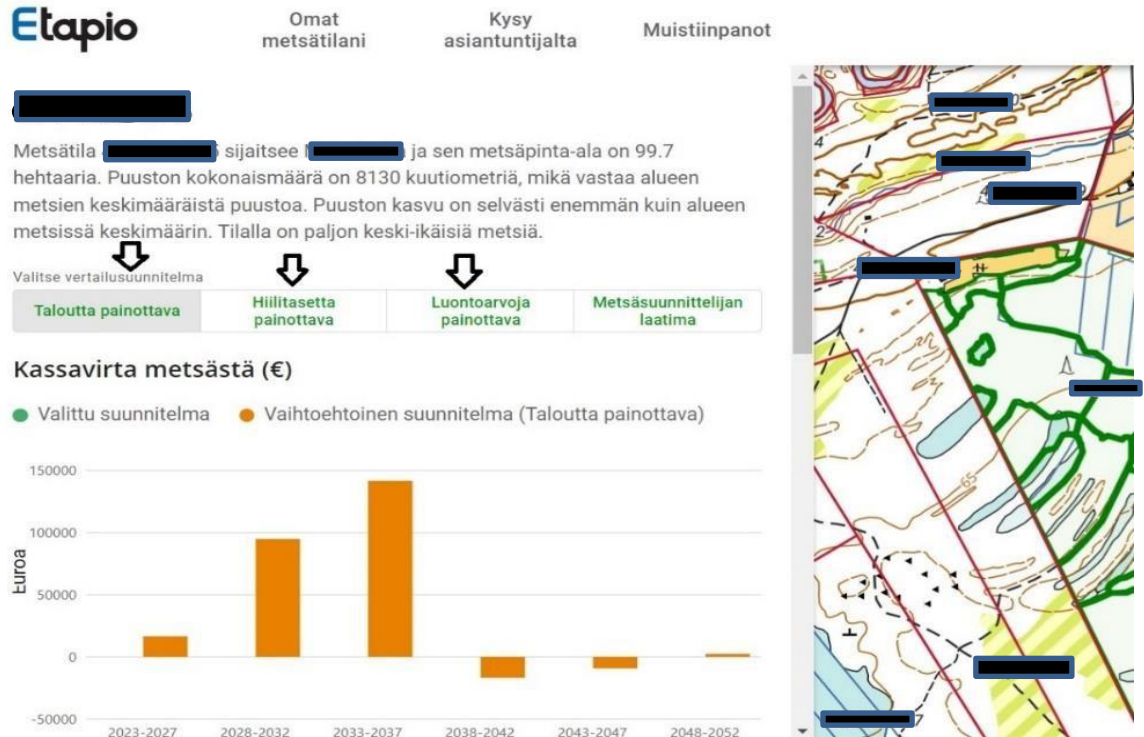 Etapio
Omat
metsätilani
Kysy
asiantuntijalta
Muistiinpanot
Metsätila sijaitsee ja sen metsäpinta-ala on 99.7
hehtaaria. Puuston kokonaismäärä on 8130 kuutiometriä, mikä vastaa alueen
metsien keskimääräistä puustoa. Puuston kasvu on selvästi enemmän kuin alueen
metsissä keskimäärin. Tilalla on paljon keski-ikäisiä metsiä.
Valitse vertailusuunnitelma
Taloutta painottava
Hiilitasetta
painottava
Luontoarvoja
painottava
Metsäsuunnittelijan
laatima
Kassavirta metsästä (€)
Valittu suunnitelma
Vaihtoehtoinen suunnitelma (Taloutta painottava)
Euroa
150000
100000
50000
0
-50000
2023-2027
2028-2032
2033-2037
2038-2042
2043-2047
2048-2052
65